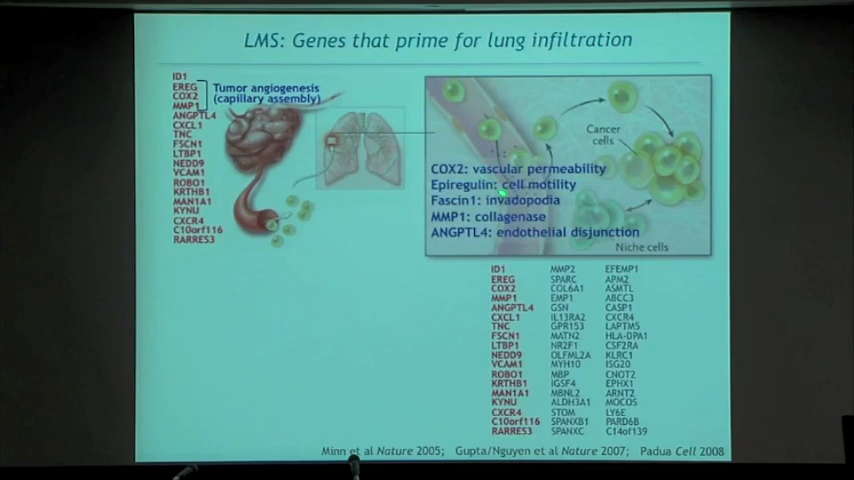 LMS: Genes that prime for lung infiltration
ID1
EREG
COX2
MMP1
ANGPTL4
CXCL1
TNC
FSCN1
LTBP1
NEDD9
VCAM1
ROBO1
KRTHB1
MAN1A1
KYNU
CXCR4
C10orf116
RARRES3
Tumor angiogenesis
(capillary assembly)
Cancer
cells
COX2: vascular permeability
Epiregulin: cell motility
Fascin1: invadopodia
MMP1: collagenase
ANGPTL4: endothelial disjunction
Niche cells
ID1 MMP2 EFEMP1
EREG SPARC APM2
COX2 COL6A1 ASMTL
MMP1 EMP1 ABCC3
ANGPTL4 GSN CASP1
CXCL1 IL13RA2 CXCR4
TNC GPR153 LAPTM5
FSCN1 MATN2 HLA-DPA1
LTBP1 NR2F1 CSF2RA
NEDD9 OLFML2A KLRC1
VCAM1 MYH10 ISG20
ROBO1 MBP CNOT2
KRTHB1 IGSF4 EPHX1
MAN1A1 MBNL2 ARNT2
KYNU ALDH3A1 MOCOS
CXCR4 STOM LY6E
C10orf116 SPANXB1 PARD6B
RARRES3 SPANXC C14of139
Minn et al Nature 2005; Gupta/Nguyen et al Nature 2007; Padua Cell 2008